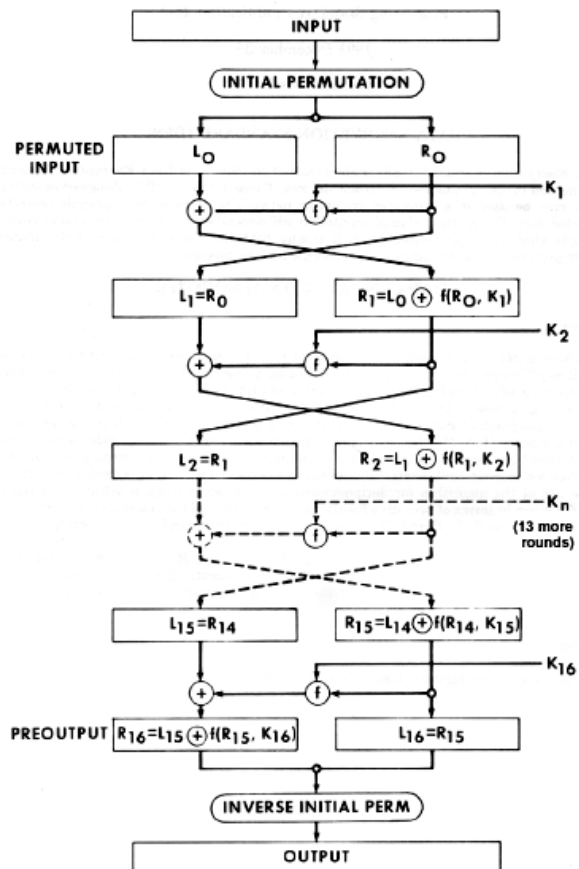 INPUT
INITIAL PERMUTATION
PERMUTED INPUT
L₀
R₀
+
f
K₁
L₁=R₀
R₁=L₀ ⊕ f(R₀, K₁)
+
f
K₂
L₂=R₁
R₂=L₁ ⊕ f(R₁, K₂)
+
f
Kₙ
(13 more rounds)
L₁₅=R₁₄
R₁₅=L₁₄ ⊕ f(R₁₄, K₁₅)
+
f
K₁₆
PREOUTPUT
R₁₆=L₁₅ ⊕ f(R₁₅, K₁₆)
L₁₆=R₁₅
INVERSE INITIAL PERM
OUTPUT